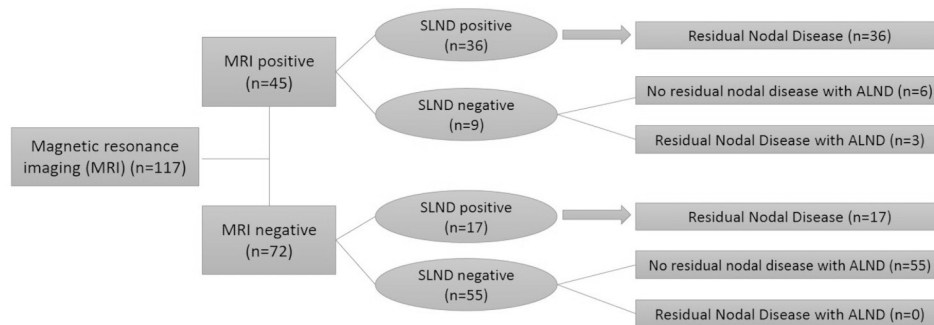 Magnetic resonance
imaging (MRI) (n=117)
MRI positive
(n=45)
SLND positive
(n=36)
Residual Nodal Disease (n=36)
SLND negative
(n=9)
No residual nodal disease with ALND (n=6)
Residual Nodal Disease with ALND (n=3)
MRI negative
(n=72)
SLND positive
(n=17)
Residual Nodal Disease (n=17)
SLND negative
(n=55)
No residual nodal disease with ALND (n=55)
Residual Nodal Disease with ALND (n=0)